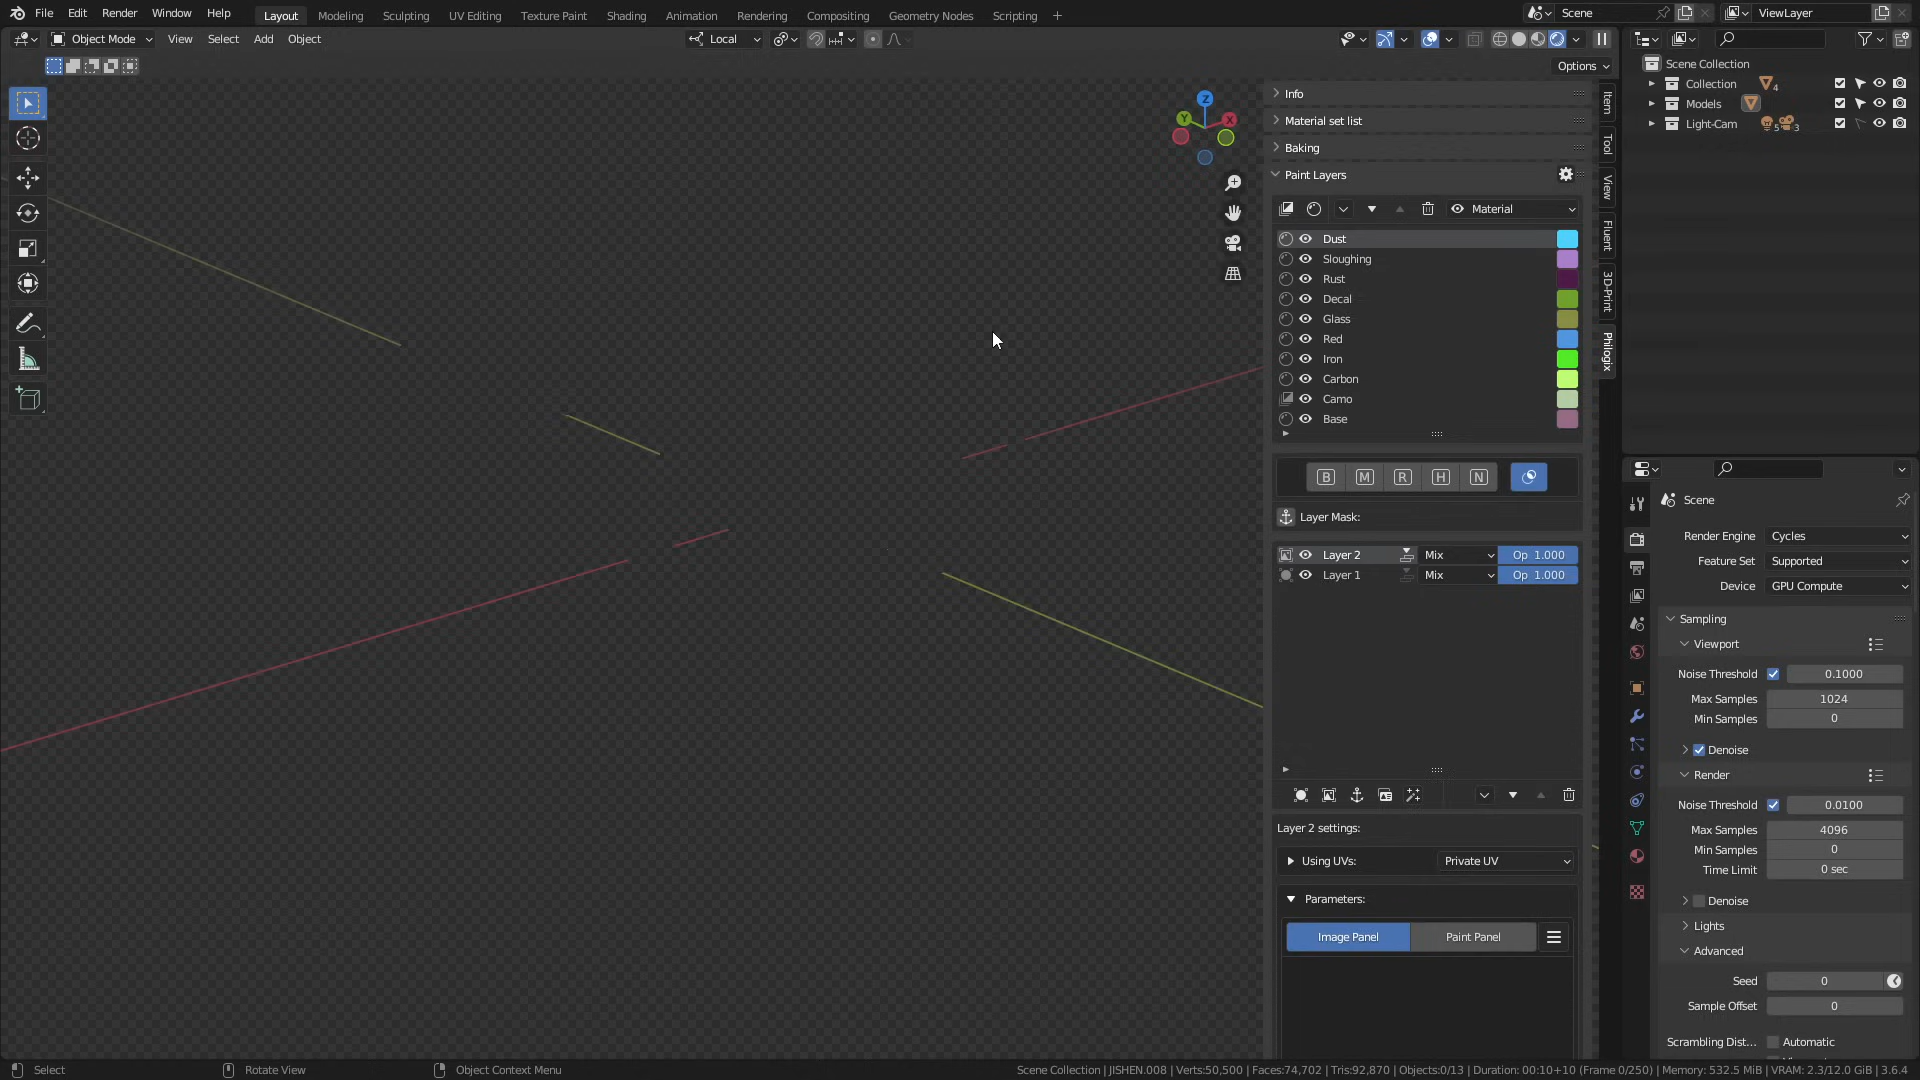 File Edit Render Window Help Layout Modeling Sculpting UV Editing Texture Paint Shading Animation Rendering Compositing Geometry Nodes Scripting + Scene ViewLayer
Object Mode View Select Add Object Local
Options
Info
Material set list
Baking
Paint Layers
Material
Dust
Sloughing
Rust
Decal
Glass
Red
Iron
Carbon
Camo
Base
B M R H N
Layer Mask:
Layer 2 Mix Op 1.000
Layer 1 Mix Op 1.000
Layer 2 settings:
Using UVs: Private UV
Parameters:
Image Panel Paint Panel
Item
Tool
View
Fluent
3D-Print
Philogix
Z
Y
X
Scene Collection
Collection 4
Models
Light-Cam 5 3
Scene
Render Engine Cycles
Feature Set Supported
Device GPU Compute
Sampling
Viewport
Noise Threshold 0.1000
Max Samples 1024
Min Samples 0
Denoise
Render
Noise Threshold 0.0100
Max Samples 4096
Min Samples 0
Time Limit 0 sec
Denoise
Lights
Advanced
Seed 0
Sample Offset 0
Scrambling Dist... Automatic
Select Rotate View Object Context Menu Scene Collection | JISHEN.008 | Verts:50,500 | Faces:74,702 | Tris:92,870 | Objects:0/13 | Duration: 00:10+10 (Frame 0/250) | Memory: 532.5 MiB | VRAM: 2.3/12.0 GiB | 3.6.4